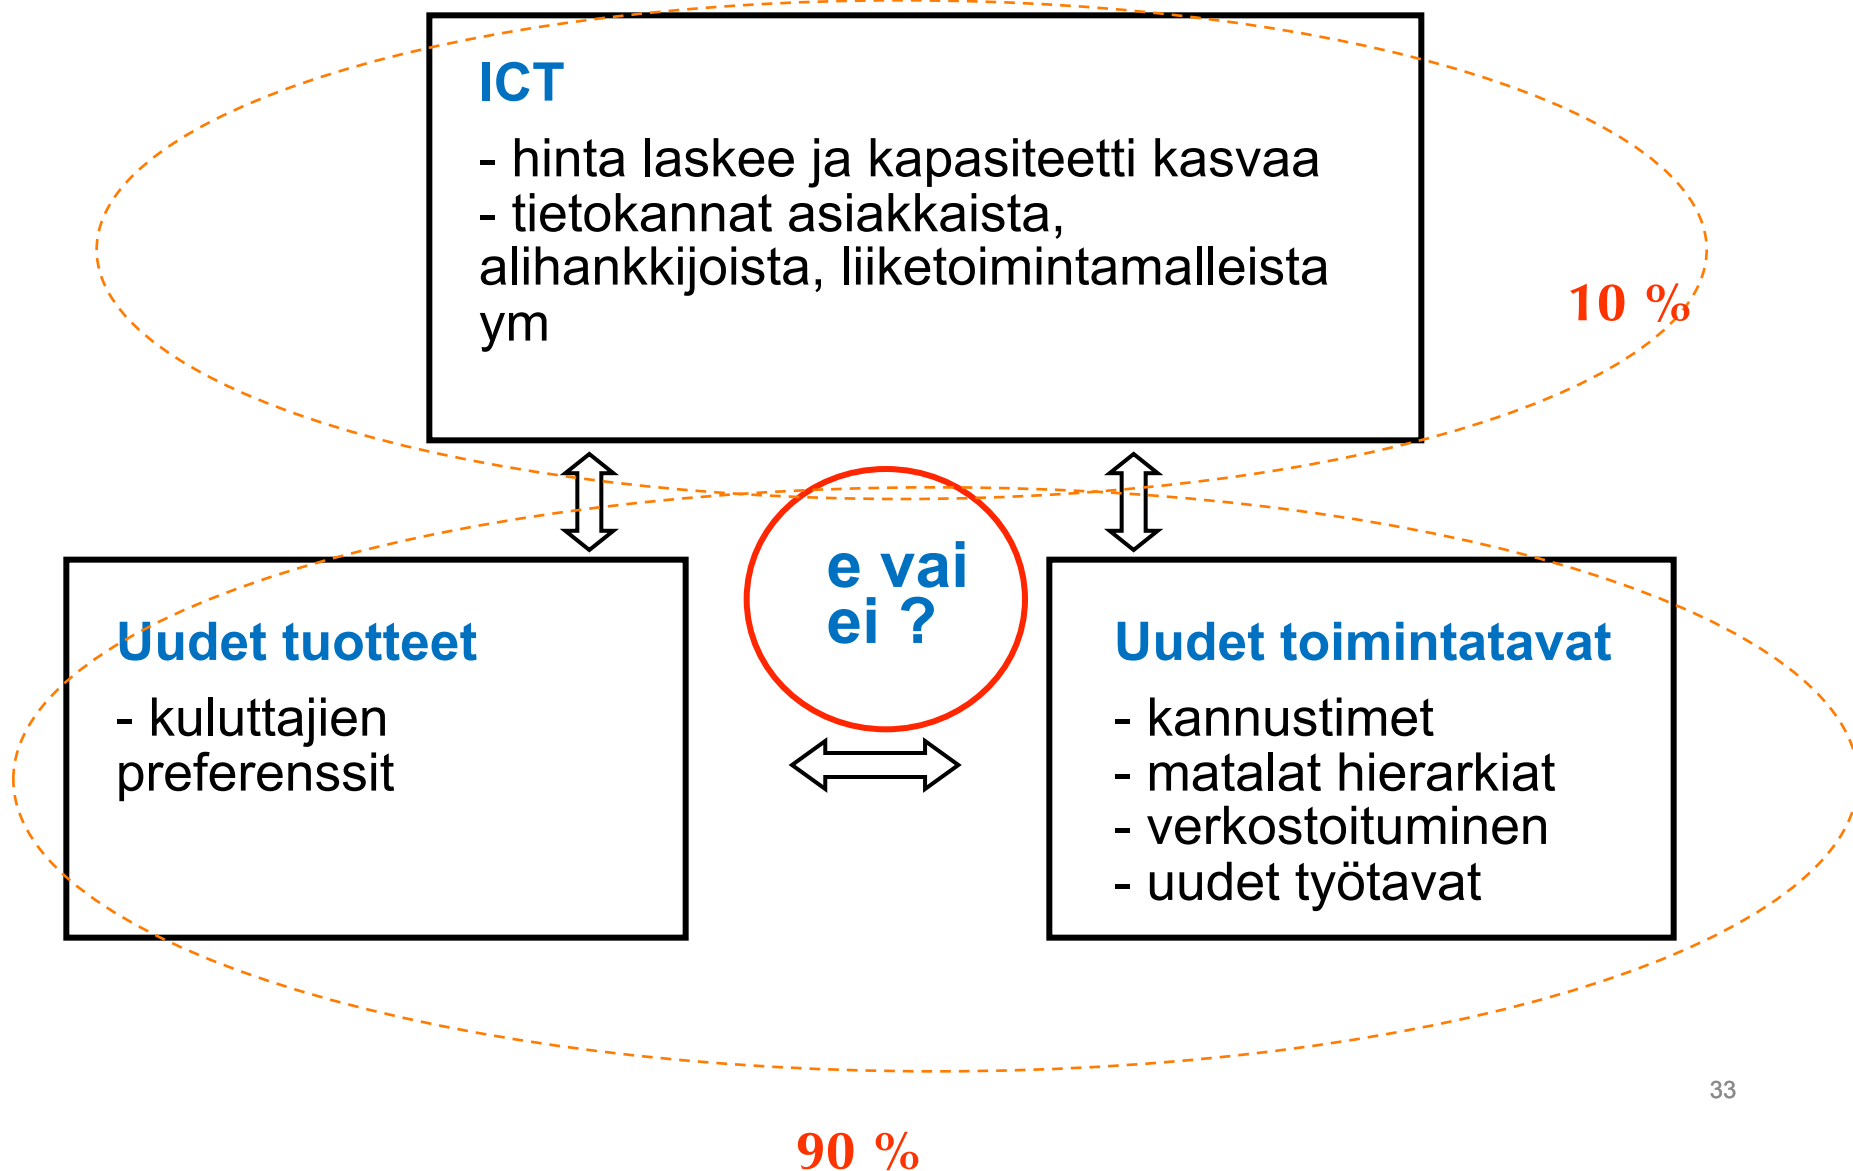 ICT
- hinta laskee ja kapasiteetti kasvaa
- tietokannat asiakkaista,
alihankkijoista, liiketoimintamalleista
ym
10 %
e vai
ei ?
Uudet tuotteet
- kuluttajien
preferenssit
Uudet toimintatavat
- kannustimet
- matalat hierarkiat
- verkostoituminen
- uudet työtavat
33
90 %